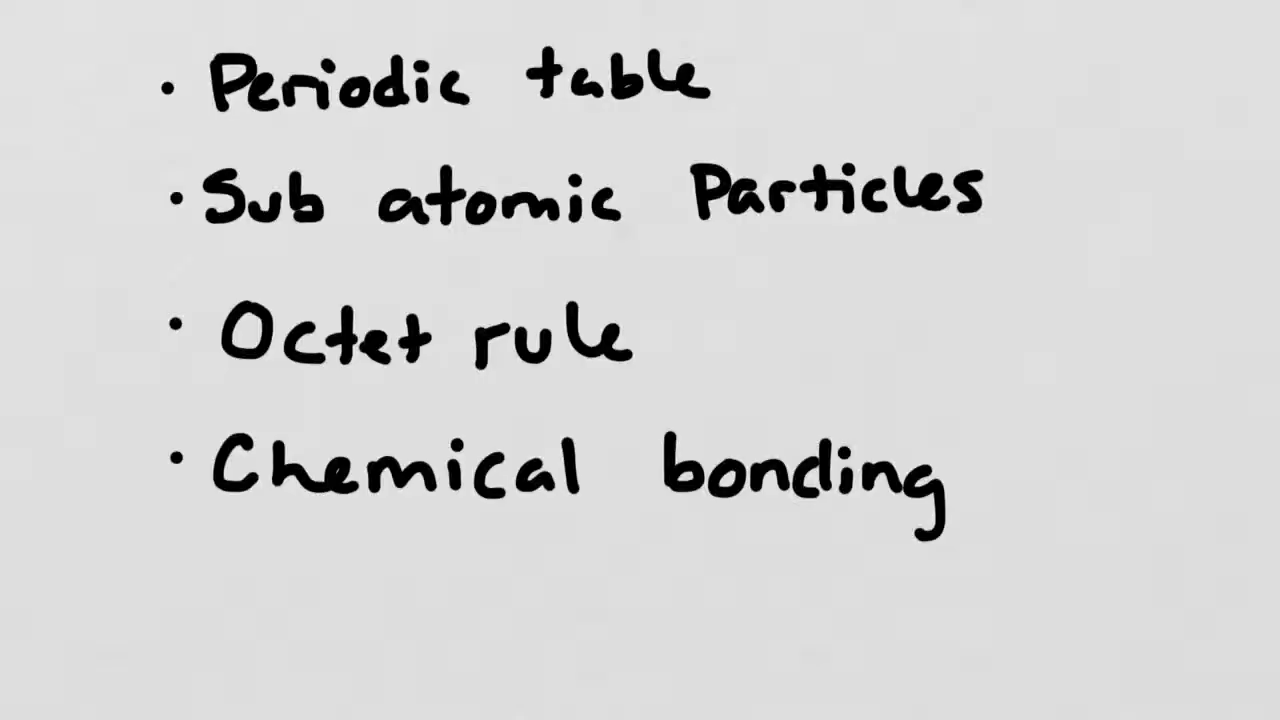 • Periodic table
• Sub atomic Particles
• Octet rule
• Chemical bonding